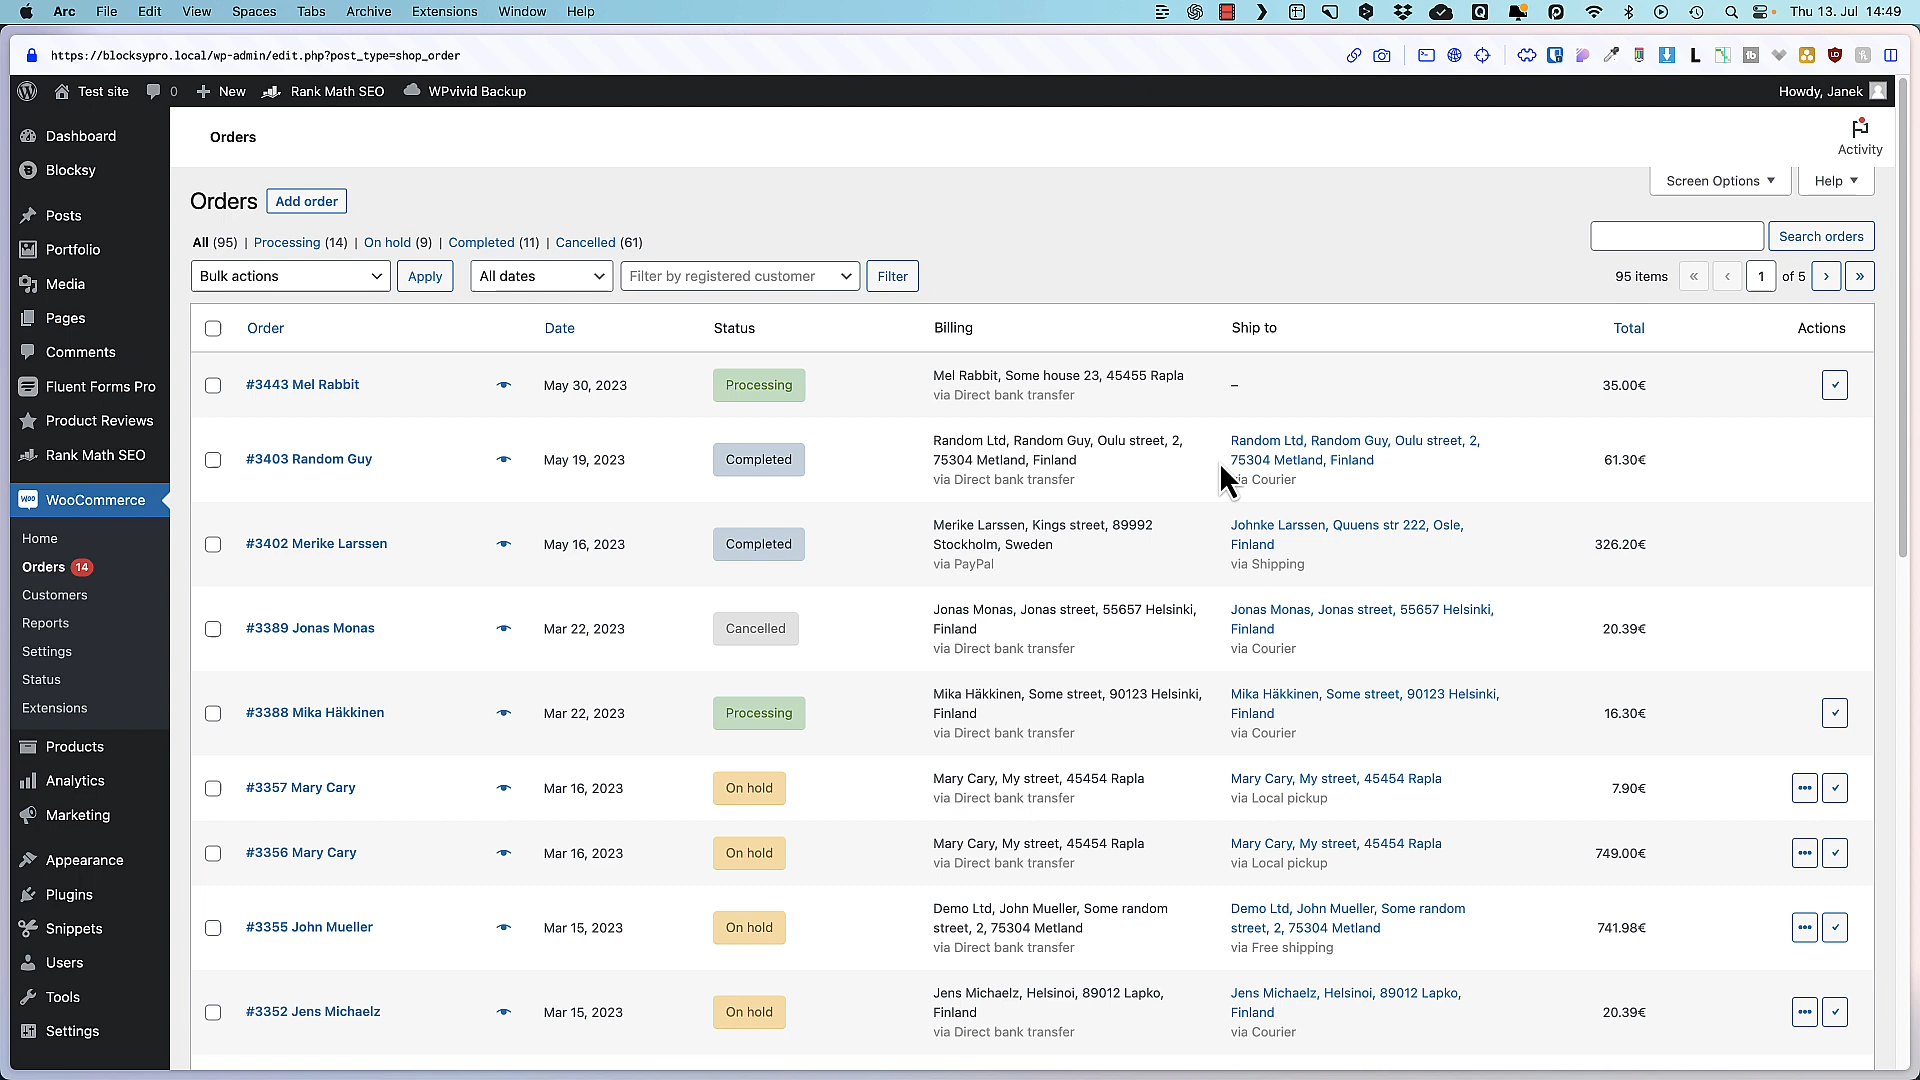 Arc File Edit View Spaces Tabs Archive Extensions Window Help Thu 13. Jul 14:49
https://blocksypro.local/wp-admin/edit.php?post_type=shop_order
Test site 0 New Rank Math SEO WPvivid Backup Howdy, Janek
Dashboard
Blocksy
Posts
Portfolio
Media
Pages
Comments
Fluent Forms Pro
Product Reviews
Rank Math SEO
WooCommerce
Home
Orders 14
Customers
Reports
Settings
Status
Extensions
Products
Analytics
Marketing
Appearance
Plugins
Snippets
Users
Tools
Settings
Orders
Activity
Screen Options Help
Orders Add order
All (95) | Processing (14) | On hold (9) | Completed (11) | Cancelled (61)
Search orders
Bulk actions Apply All dates Filter by registered customer Filter 95 items « ‹ 1 of 5 › »
Order Date Status Billing Ship to Total Actions
#3443 Mel Rabbit May 30, 2023 Processing Mel Rabbit, Some house 23, 45455 Rapla – 35.00€
via Direct bank transfer
Random Ltd, Random Guy, Oulu street, 2, Random Ltd, Random Guy, Oulu street, 2,
#3403 Random Guy May 19, 2023 Completed 75304 Metland, Finland 75304 Metland, Finland 61.30€
via Direct bank transfer via Courier
Merike Larssen, Kings street, 89992 Johnke Larssen, Quuens str 222, Osle,
#3402 Merike Larssen May 16, 2023 Completed Stockholm, Sweden Finland 326.20€
via PayPal via Shipping
Jonas Monas, Jonas street, 55657 Helsinki, Jonas Monas, Jonas street, 55657 Helsinki,
#3389 Jonas Monas Mar 22, 2023 Cancelled Finland Finland 20.39€
via Direct bank transfer via Courier
Mika Häkkinen, Some street, 90123 Helsinki, Mika Häkkinen, Some street, 90123 Helsinki,
#3388 Mika Häkkinen Mar 22, 2023 Processing Finland Finland 16.30€
via Direct bank transfer via Courier
#3357 Mary Cary Mar 16, 2023 On hold Mary Cary, My street, 45454 Rapla Mary Cary, My street, 45454 Rapla 7.90€
via Direct bank transfer via Local pickup
#3356 Mary Cary Mar 16, 2023 On hold Mary Cary, My street, 45454 Rapla Mary Cary, My street, 45454 Rapla 749.00€
via Direct bank transfer via Local pickup
Demo Ltd, John Mueller, Some random Demo Ltd, John Mueller, Some random
#3355 John Mueller Mar 15, 2023 On hold street, 2, 75304 Metland street, 2, 75304 Metland 741.98€
via Direct bank transfer via Free shipping
Jens Michaelz, Helsinoi, 89012 Lapko, Jens Michaelz, Helsinoi, 89012 Lapko,
#3352 Jens Michaelz Mar 15, 2023 On hold Finland Finland 20.39€
via Direct bank transfer via Courier